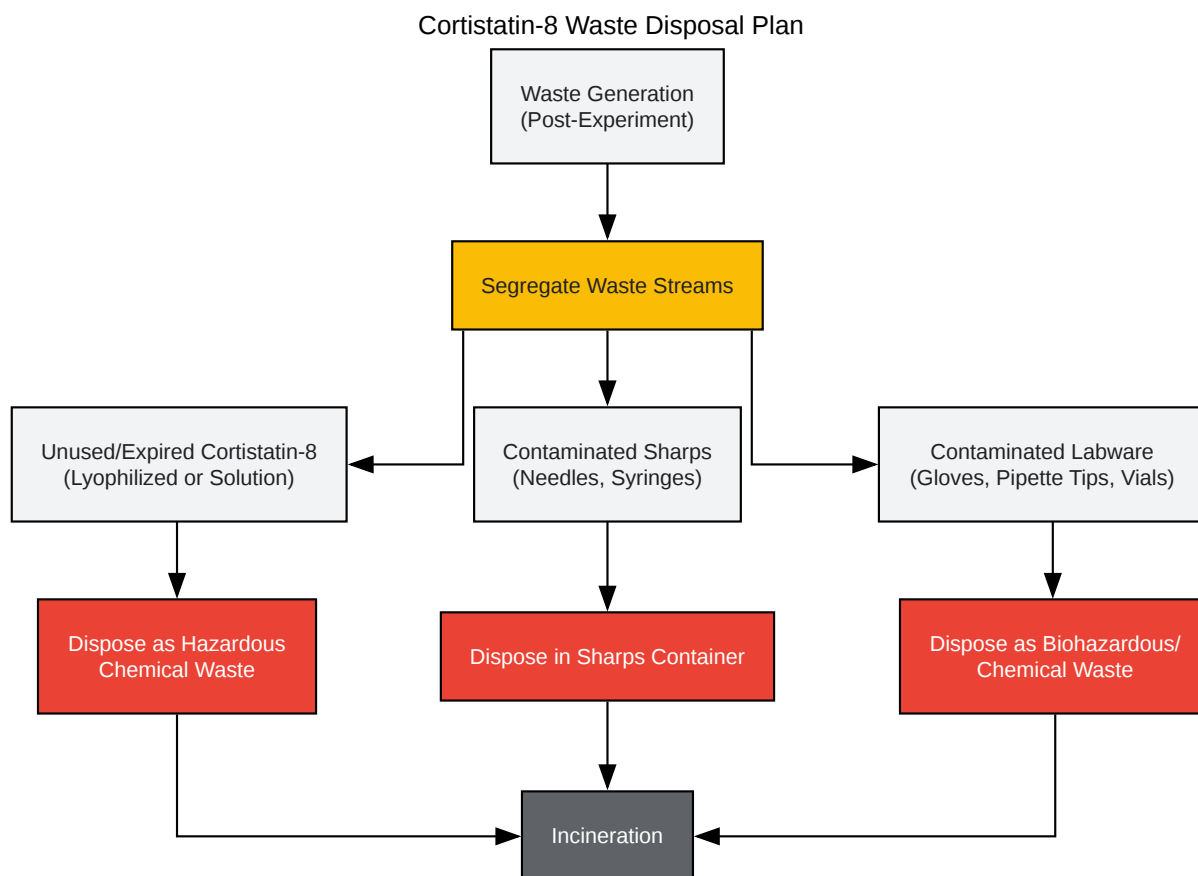 Cortistatin-8 Waste Disposal Plan
Waste Generation
(Post-Experiment)
Segregate Waste Streams
Unused/Expired Cortistatin-8
(Lyophilized or Solution)
Contaminated Sharps
(Needles, Syringes)
Contaminated Labware
(Gloves, Pipette Tips, Vials)
Dispose as Hazardous
Chemical Waste
Dispose in Sharps Container
Dispose as Biohazardous/
Chemical Waste
Incineration